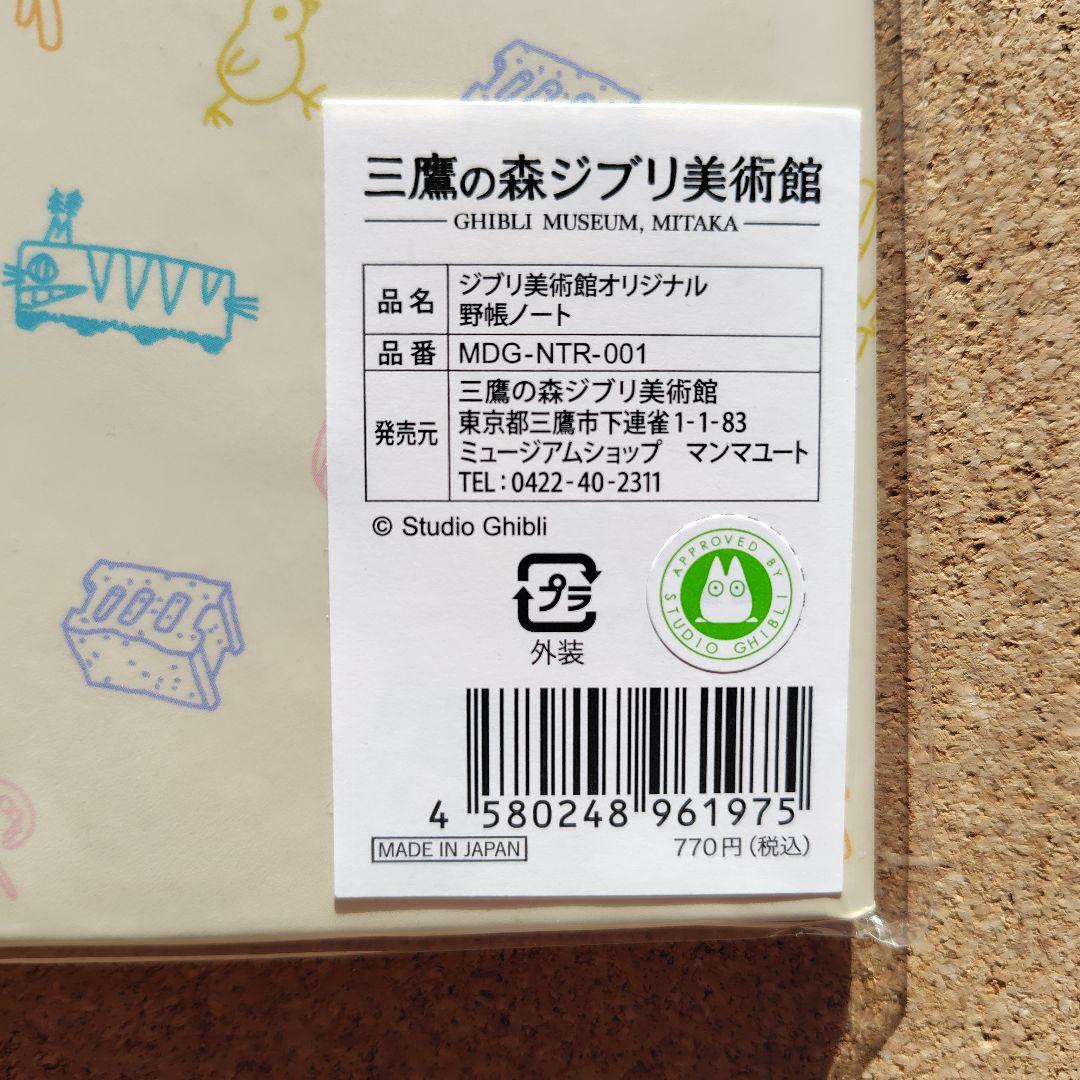 三鷹の森ジブリ美術館
GHIBLI MUSEUM, MITAKA
品名 ジブリ美術館オリジナル
野帳ノート
品番 MDG-NTR-001
発売元 三鷹の森ジブリ美術館
東京都三鷹市下連雀1-1-83
ミュージアムショップ マンマユート
TEL:0422-40-2311
© Studio Ghibli
プラ
外装
APPROVED BY
STUDIO GHIBLI
4 580248 961975
MADE IN JAPAN
770円(税込)